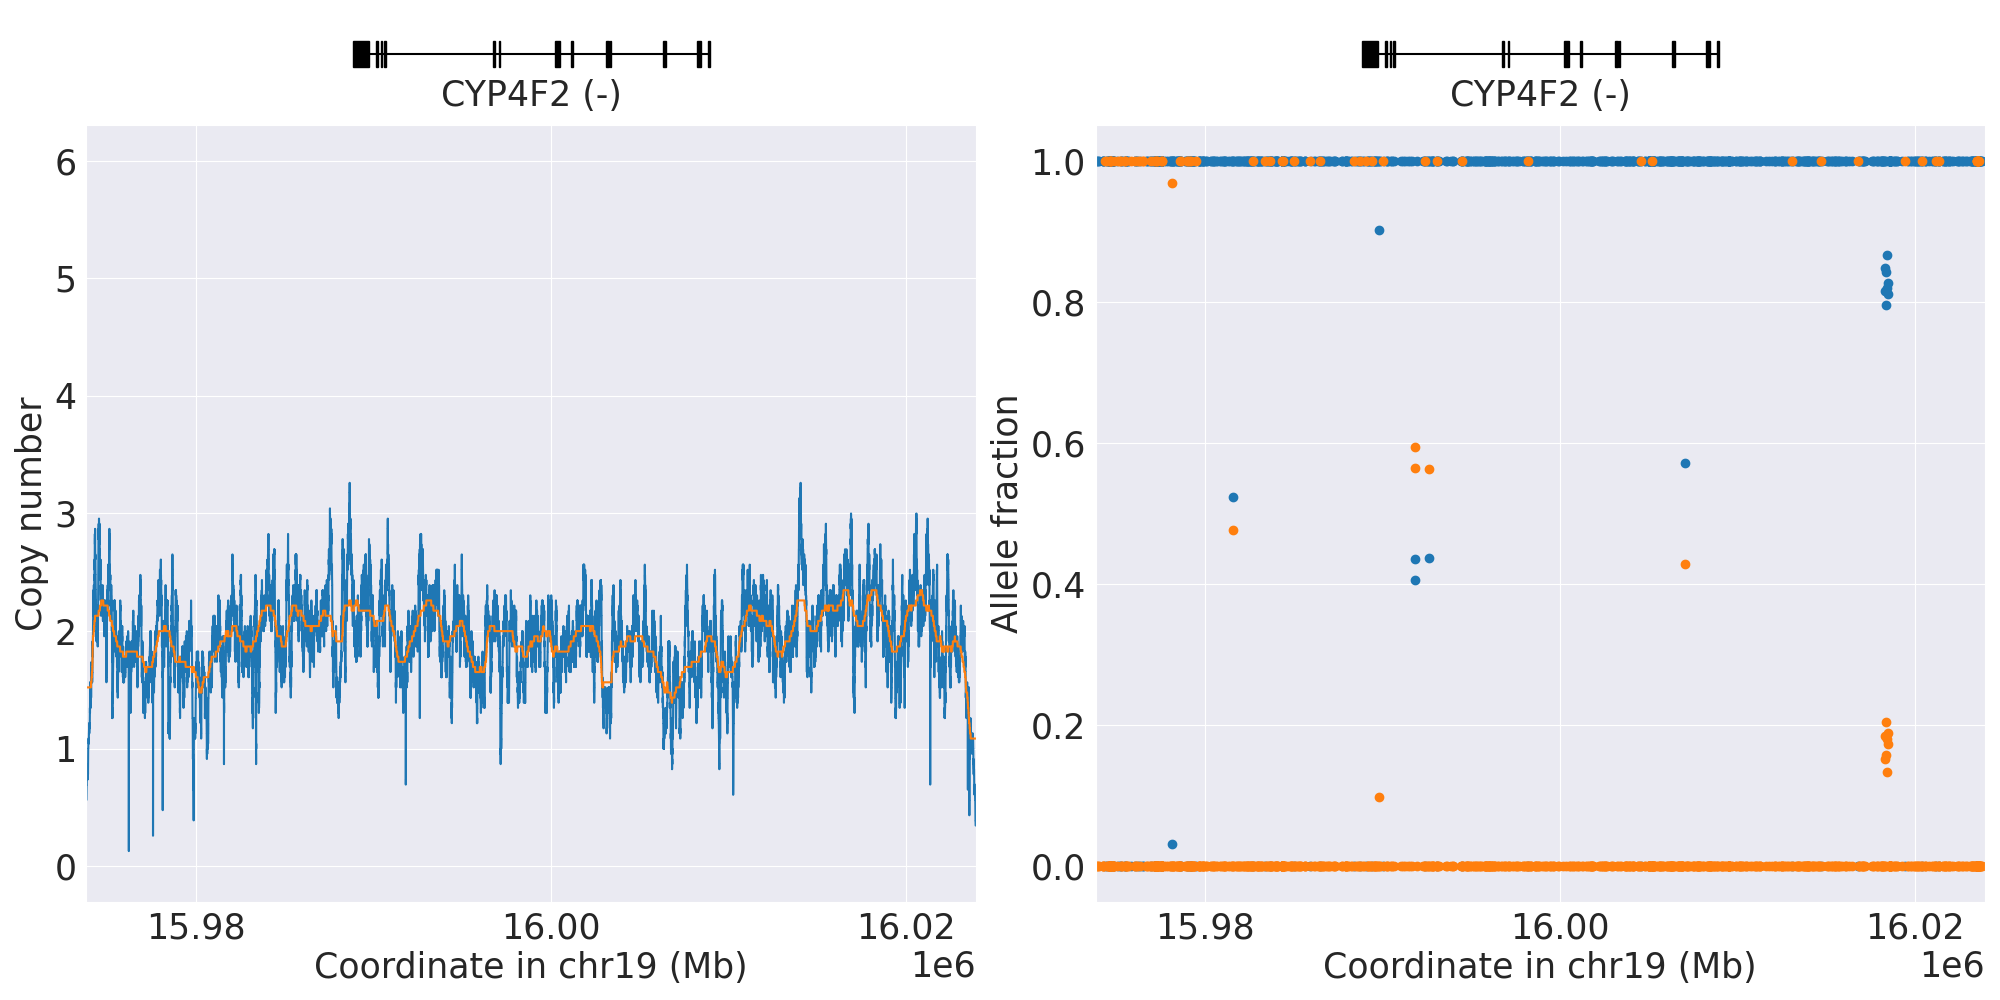 CYP4F2 (-)
6
5
4
3
2
1
0
Copy number
15.98
16.00
16.02
Coordinate in chr19 (Mb)
1e6
CYP4F2 (-)
1.0
0.8
0.6
0.4
0.2
0.0
Allele fraction
15.98
16.00
16.02
Coordinate in chr19 (Mb)
1e6